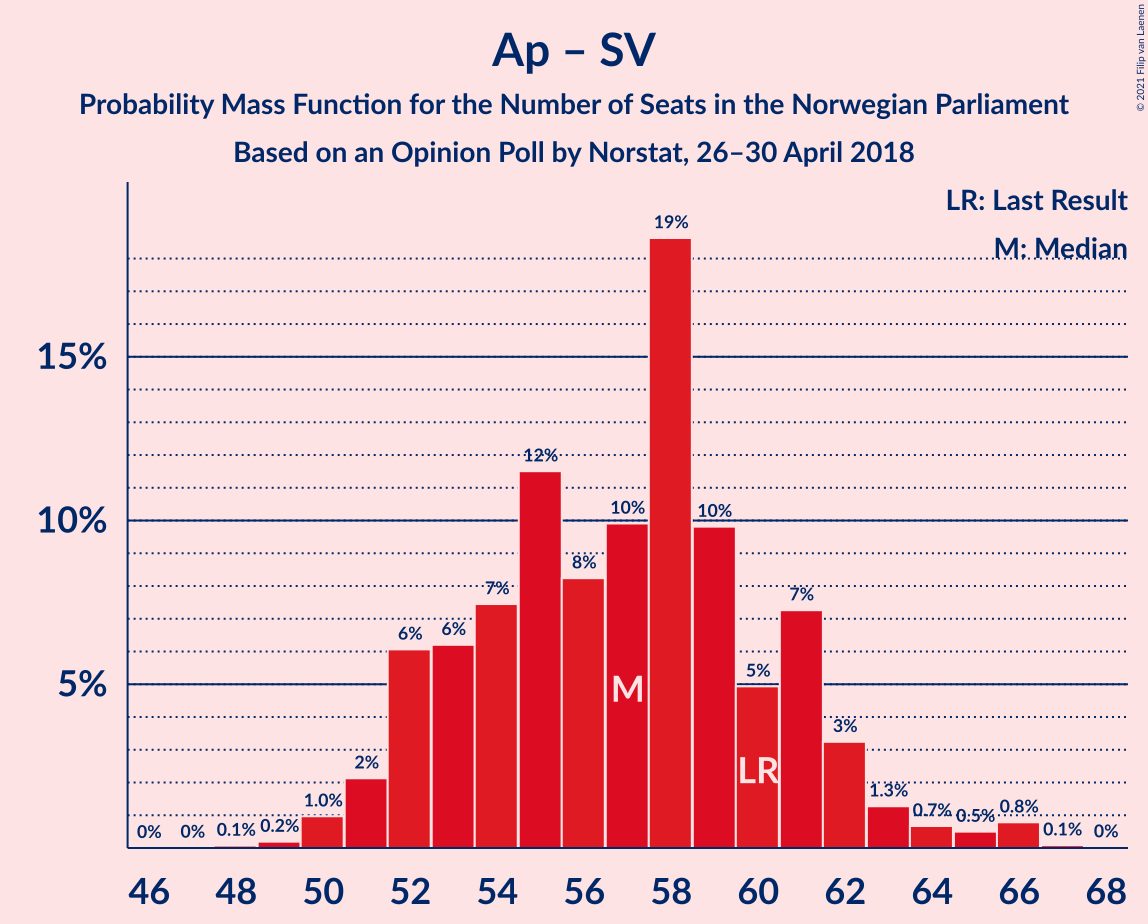 Ap – SV
Probability Mass Function for the Number of Seats in the Norwegian Parliament
Based on an Opinion Poll by Norstat, 26–30 April 2018
© 2021 Filip van Laenen
LR: Last Result
M: Median
15%
10%
5%
0%
0%
0.1%
0.2%
1.0%
2%
6%
6%
7%
12%
8%
10%
19%
10%
5%
7%
3%
1.3%
0.7%
0.5%
0.8%
0.1%
0%
M
LR
46 48 50 52 54 56 58 60 62 64 66 68